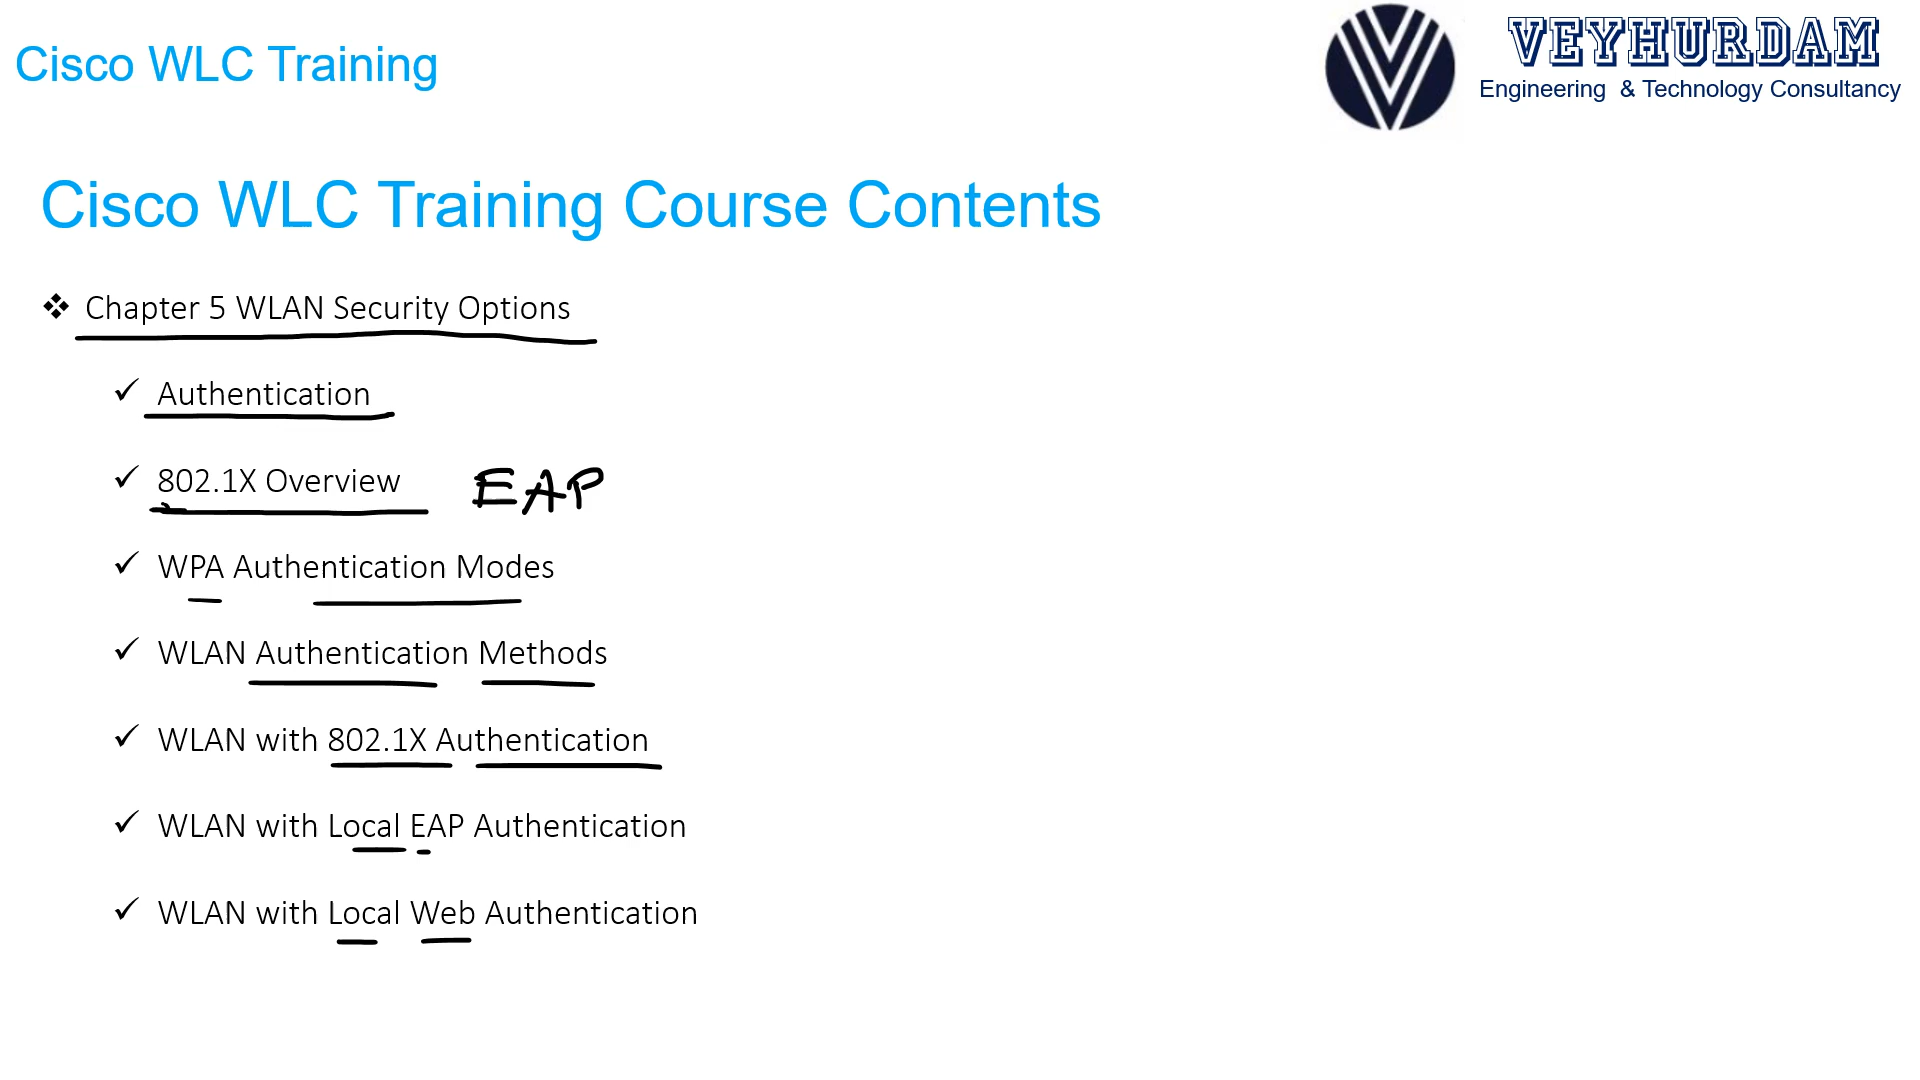 Cisco WLC Training
VEYHURDAM
Engineering & Technology Consultancy
Cisco WLC Training Course Contents
❖ Chapter 5 WLAN Security Options
✓ Authentication
✓ 802.1X Overview EAP
✓ WPA Authentication Modes
✓ WLAN Authentication Methods
✓ WLAN with 802.1X Authentication
✓ WLAN with Local EAP Authentication
✓ WLAN with Local Web Authentication